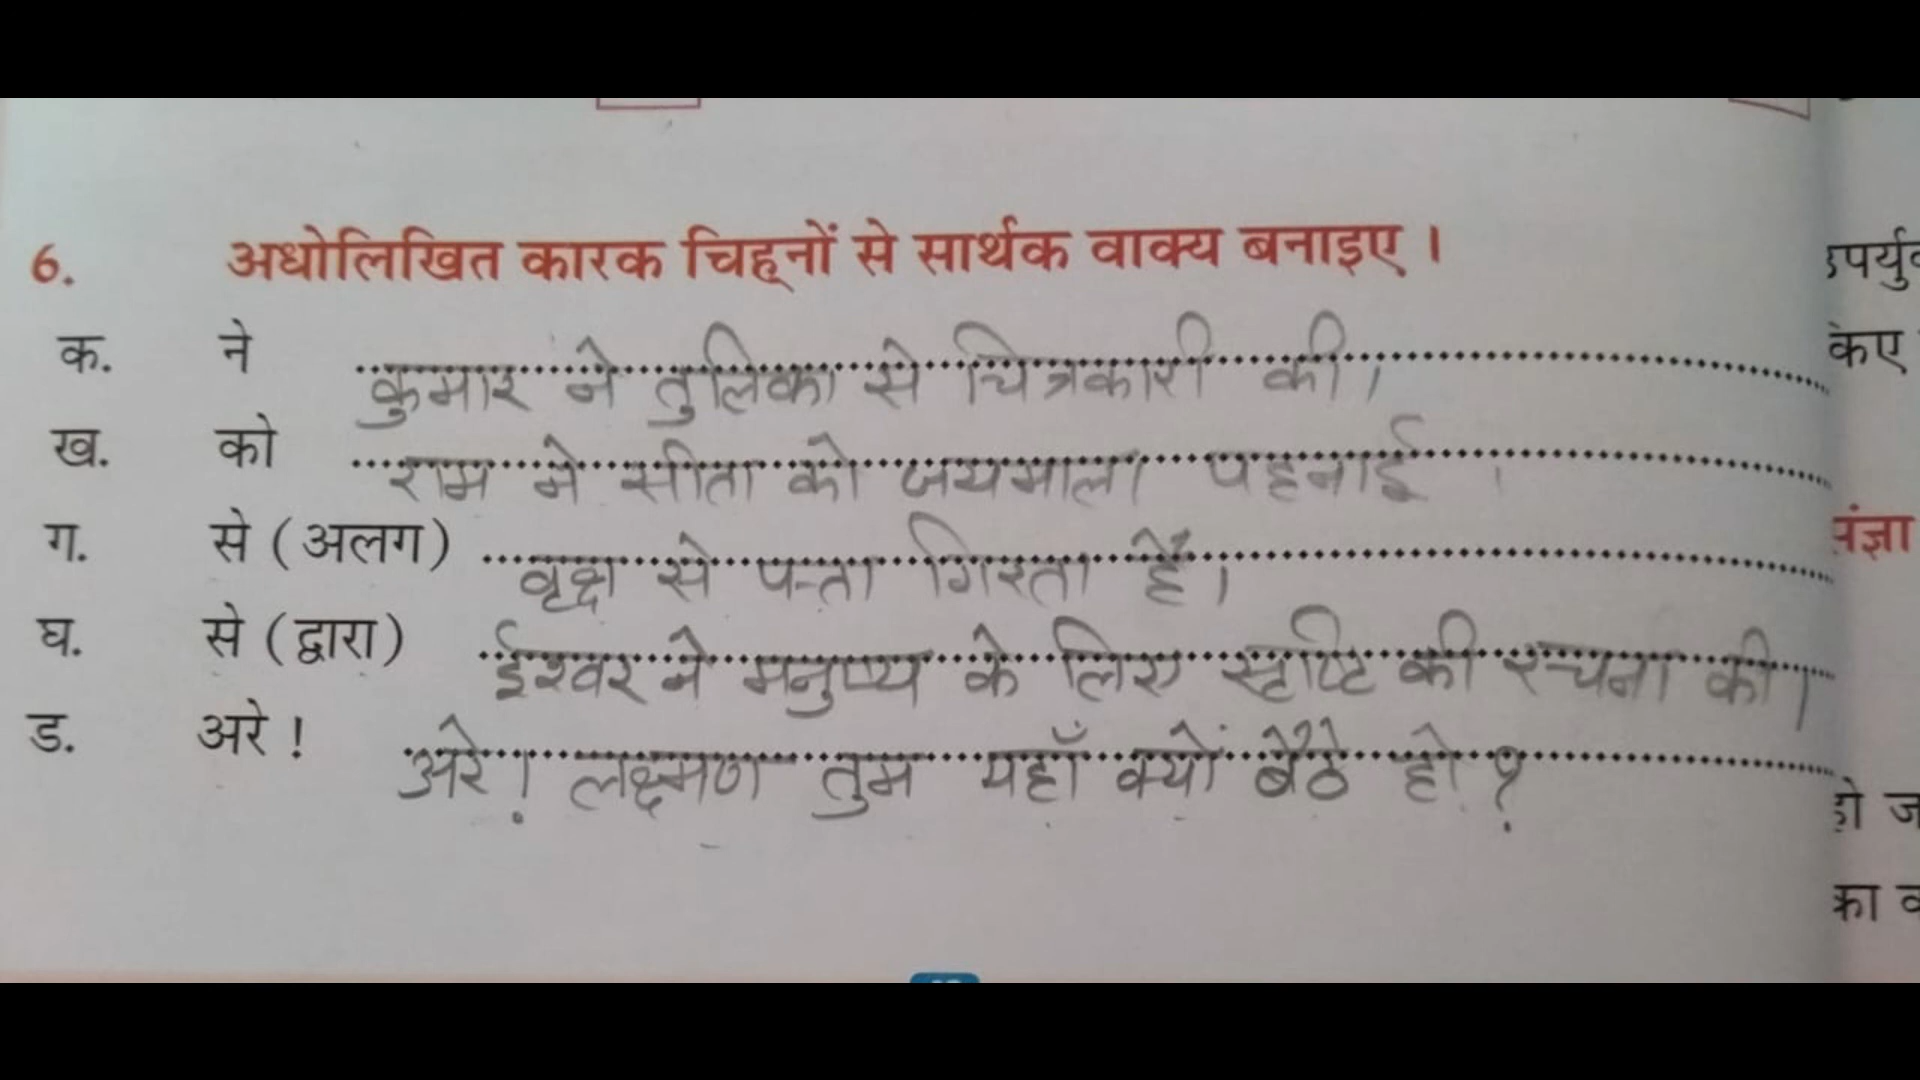 6. अधोलिखित कारक चिह्नों से सार्थक वाक्य बनाइए ।
क. ने कुमार ने तुलिका से चित्रकारी की।
ख. को राम ने सीता को जयमाला पहनाई ।
ग. से (अलग) वृक्ष से पत्ता गिरता है।
घ. से (द्वारा) ईश्वर ने मनुष्य के लिए सृष्टि की रचना की।
ड. अरे ! अरे! लक्ष्मण तुम यहाँ क्यों बैठे हो ?
केए
संज्ञा
हो
का